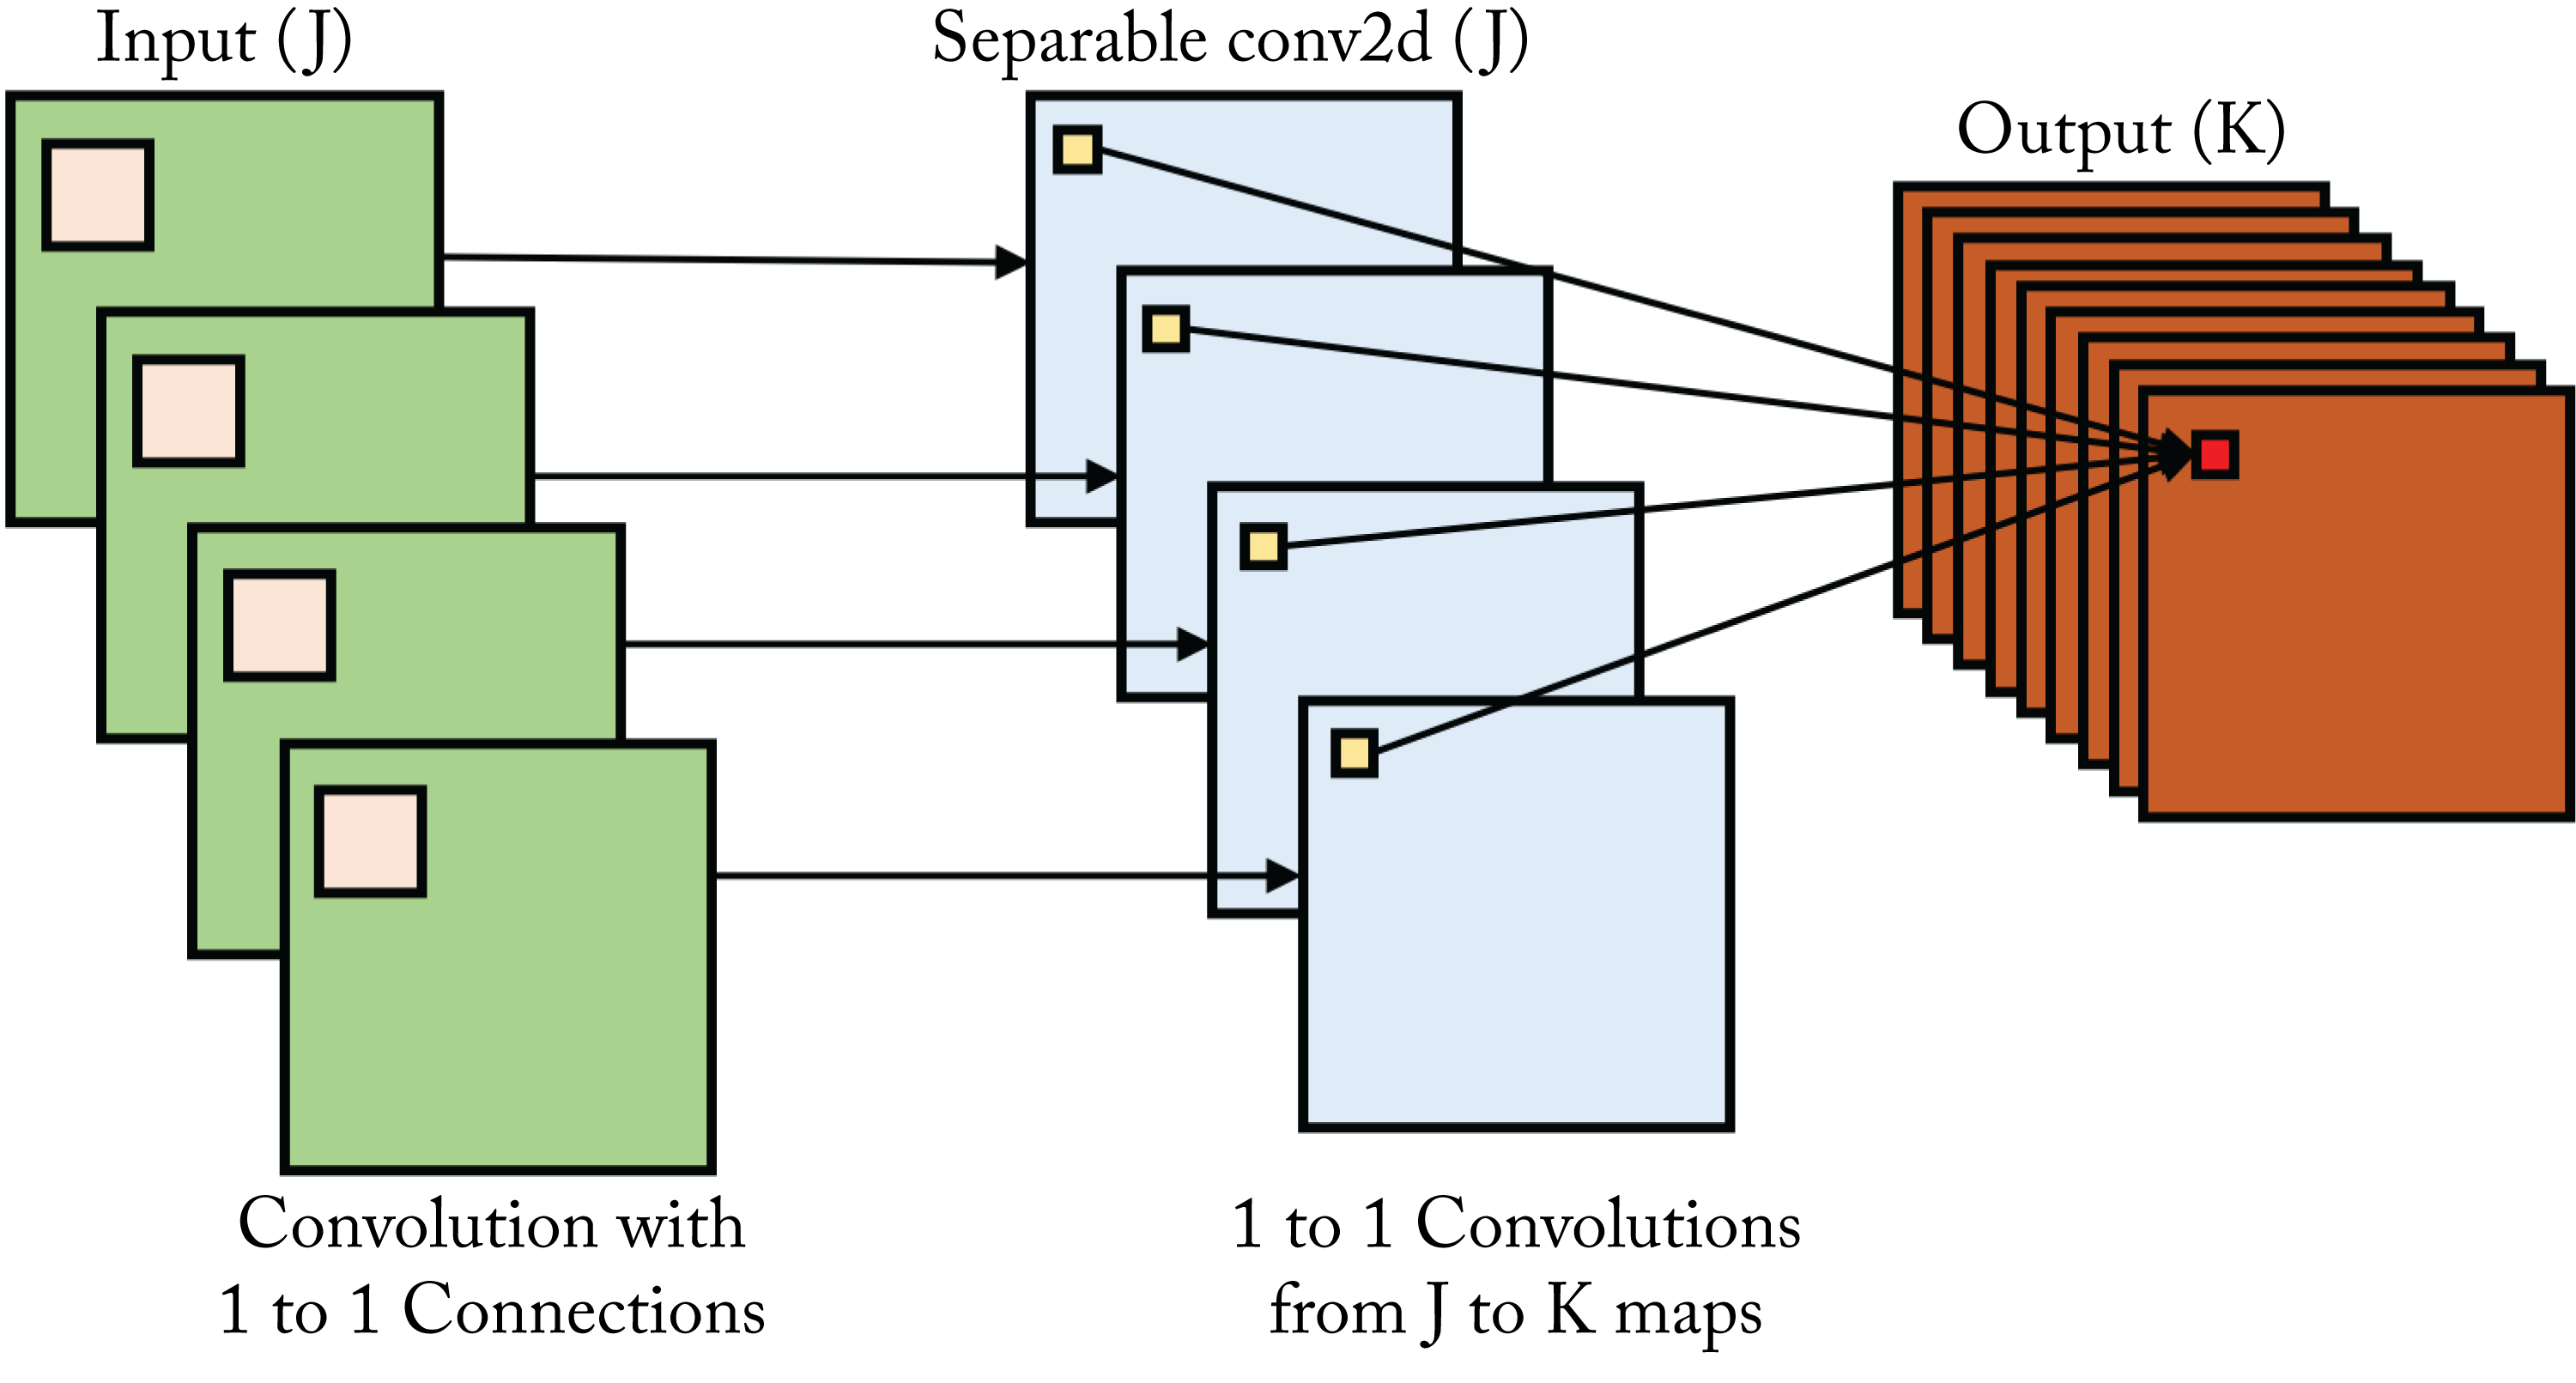 Input (J)
Separable conv2d (J)
Output (K)
Convolution with
1 to 1 Connections
1 to 1 Convolutions
from J to K maps